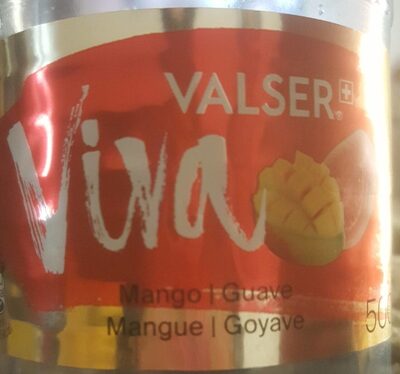 VALSER®
Viva
Mango | Guave
Mangue | Goyave